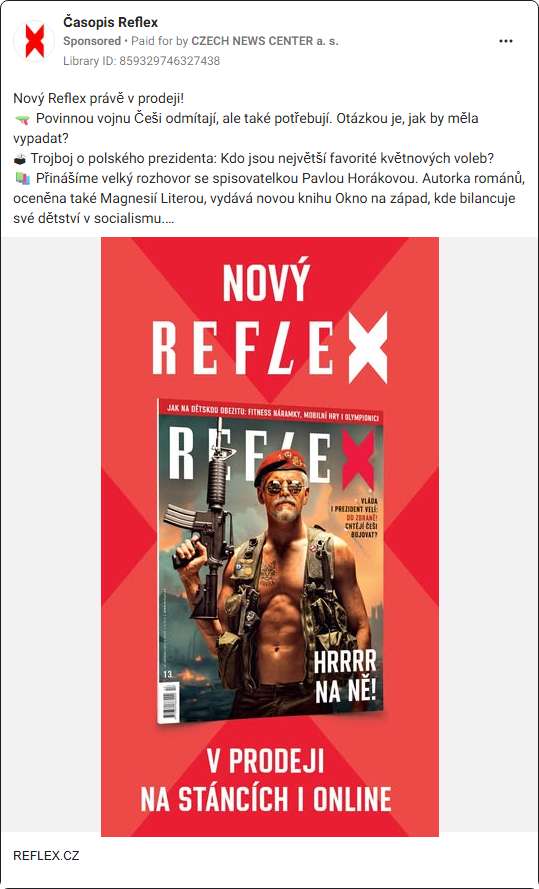 Časopis Reflex
Sponsored • Paid for by CZECH NEWS CENTER a. s.
Library ID: 859329746327438
Nový Reflex právě v prodeji!
Povinnou vojnu Češi odmítají, ale také potřebují. Otázkou je, jak by měla
vypadat?
Trojboj o polského prezidenta: Kdo jsou největší favorité květnových voleb?
Přinášíme velký rozhovor se spisovatelkou Pavlou Horákovou. Autorka románů,
oceněna také Magnesií Literou, vydává novou knihu Okno na západ, kde bilancuje
své dětství v socialismu....
NOVÝ
REFLEX
JAK NA DĚTSKOU OBEZITU: FITNESS NÁRAMKY, MOBILNÍ HRY I OLYMPIONICI
REFLEX
VLÁDA
I PREZIDENT VELÍ:
DO ZBRANĚ!
CHTĚJÍ ČEŠI
BOJOVAT?
HRRRR
NA NĚ!
13
V PRODEJI
NA STÁNCÍCH I ONLINE
REFLEX.CZ